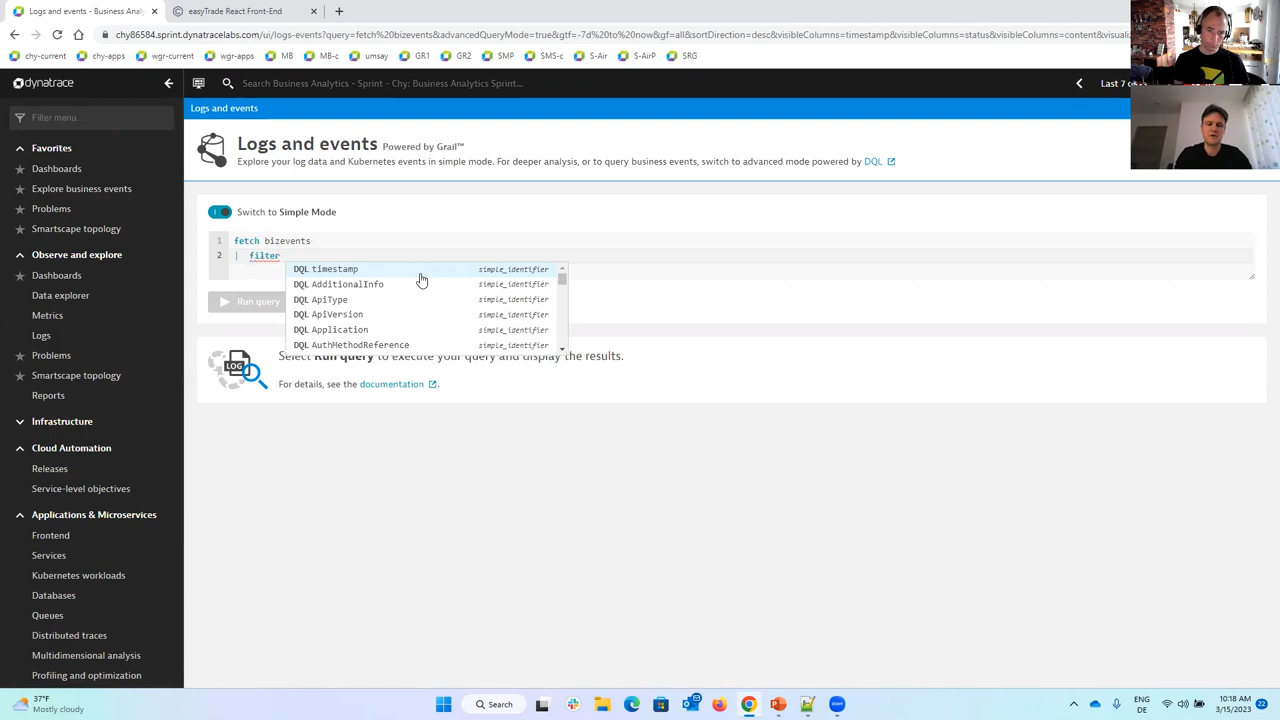 Logs and events - Business Anal
easyTrade React Front-End
chy86584.sprint.dynatracelabs.com/ui/logs-events?query=fetch%20bizevents&advancedQueryMode=true&gtf=-7d%20to%20now&gf=all&sortDirection=desc&visibleColumns=timestamp&visibleColumns=status&visibleColumns=content&visuali
chy-current
chy-apps
wgr-current
wgr-apps
MB
MB-c
umsay
GR1
GR2
SMP
SMS-c
S-Air
S-AirP
SRG
dynatrace
Search Business Analytics - Sprint - Chy: Business Analytics Sprint...
Last 7
Filter menu...
Logs and events
Favorites
Dashboards
Explore business events
Problems
Smartscape topology
Observe and explore
Dashboards
Data explorer
Metrics
Logs
Problems
Smartscape topology
Reports
Infrastructure
Cloud Automation
Releases
Service-level objectives
Applications & Microservices
Frontend
Services
Kubernetes workloads
Databases
Queues
Distributed traces
Multidimensional analysis
Profiling and optimization
Logs and events Powered by Grail™
Explore your log data and Kubernetes events in simple mode. For deeper analysis, or to query business events, switch to advanced mode powered by DQL
Switch to Simple Mode
1 fetch bizevents
2 | filter
DQL timestamp simple_identifier
DQL AdditionalInfo simple_identifier
DQL ApiType simple_identifier
DQL ApiVersion simple_identifier
DQL Application simple_identifier
DQL AuthMethodReference simple_identifier
Run query
LOG
Select Run query to execute your query and display the results.
For details, see the documentation .
37°F
Mostly cloudy
Search
ENG
DE
10:18 AM
3/15/2023
22